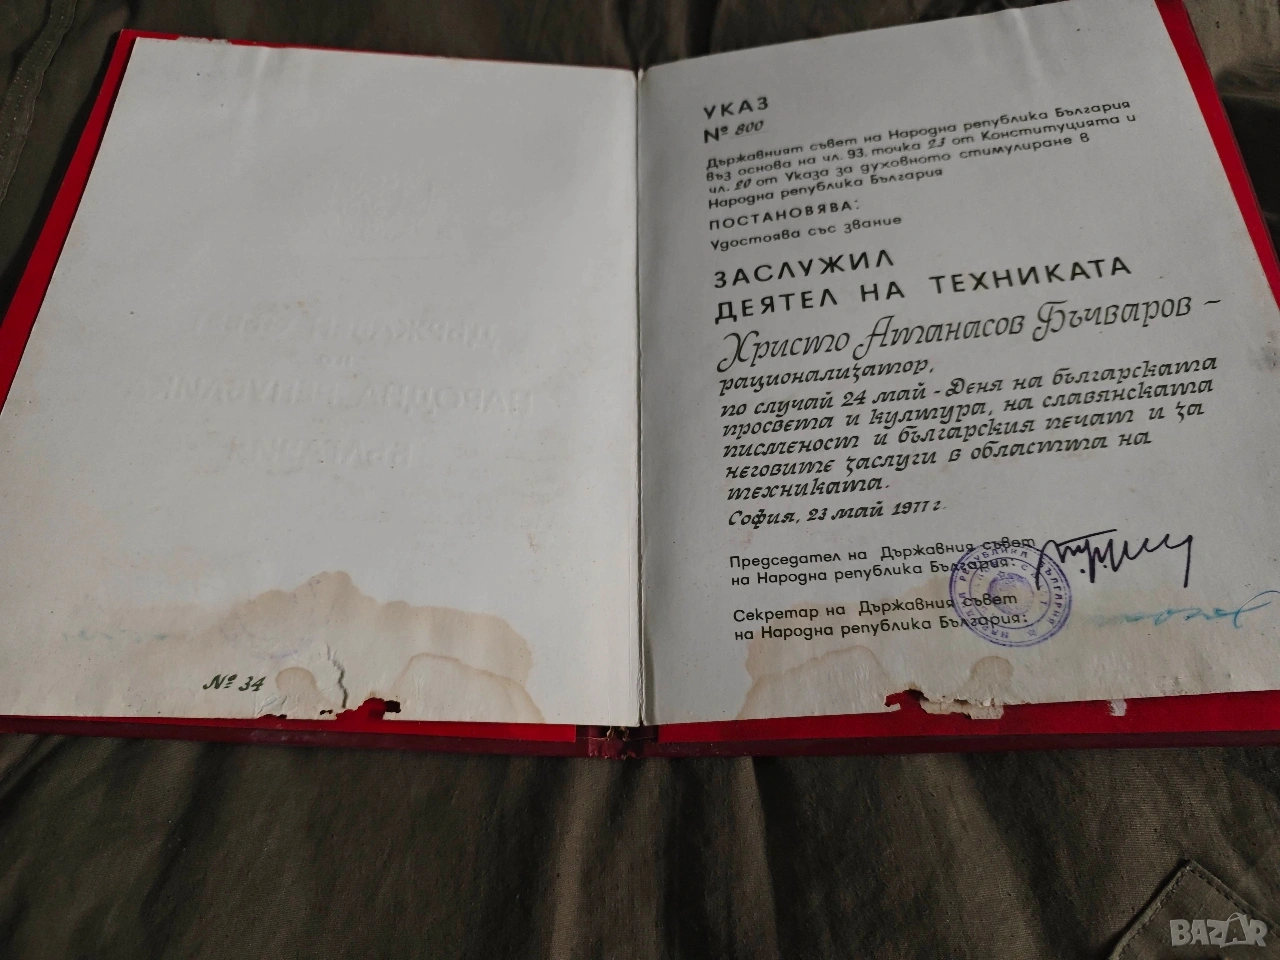 УКАЗ
№ 800
Държавният съвет на Народна република България
въз основа на чл. 93, точка 23 от Конституцията и
чл. 20 от Указа за духовното стимулиране в
Народна република България
ПОСТАНОВЯВА:
Удостоява със звание
ЗАСЛУЖИЛ
ДЕЯТЕЛ НА ТЕХНИКАТА
Христо Атанасов Бъчваров –
рационализатор,
по случай 24 май - Деня на българската
просвета и култура, на славянската
писменост и българския печат и за
неговите заслуги в областта на
техниката.
София, 23 май 1977 г.
Председател на Държавния съвет
на Народна република България:
Секретар на Държавния съвет
на Народна република България:
№ 34
BAZAR